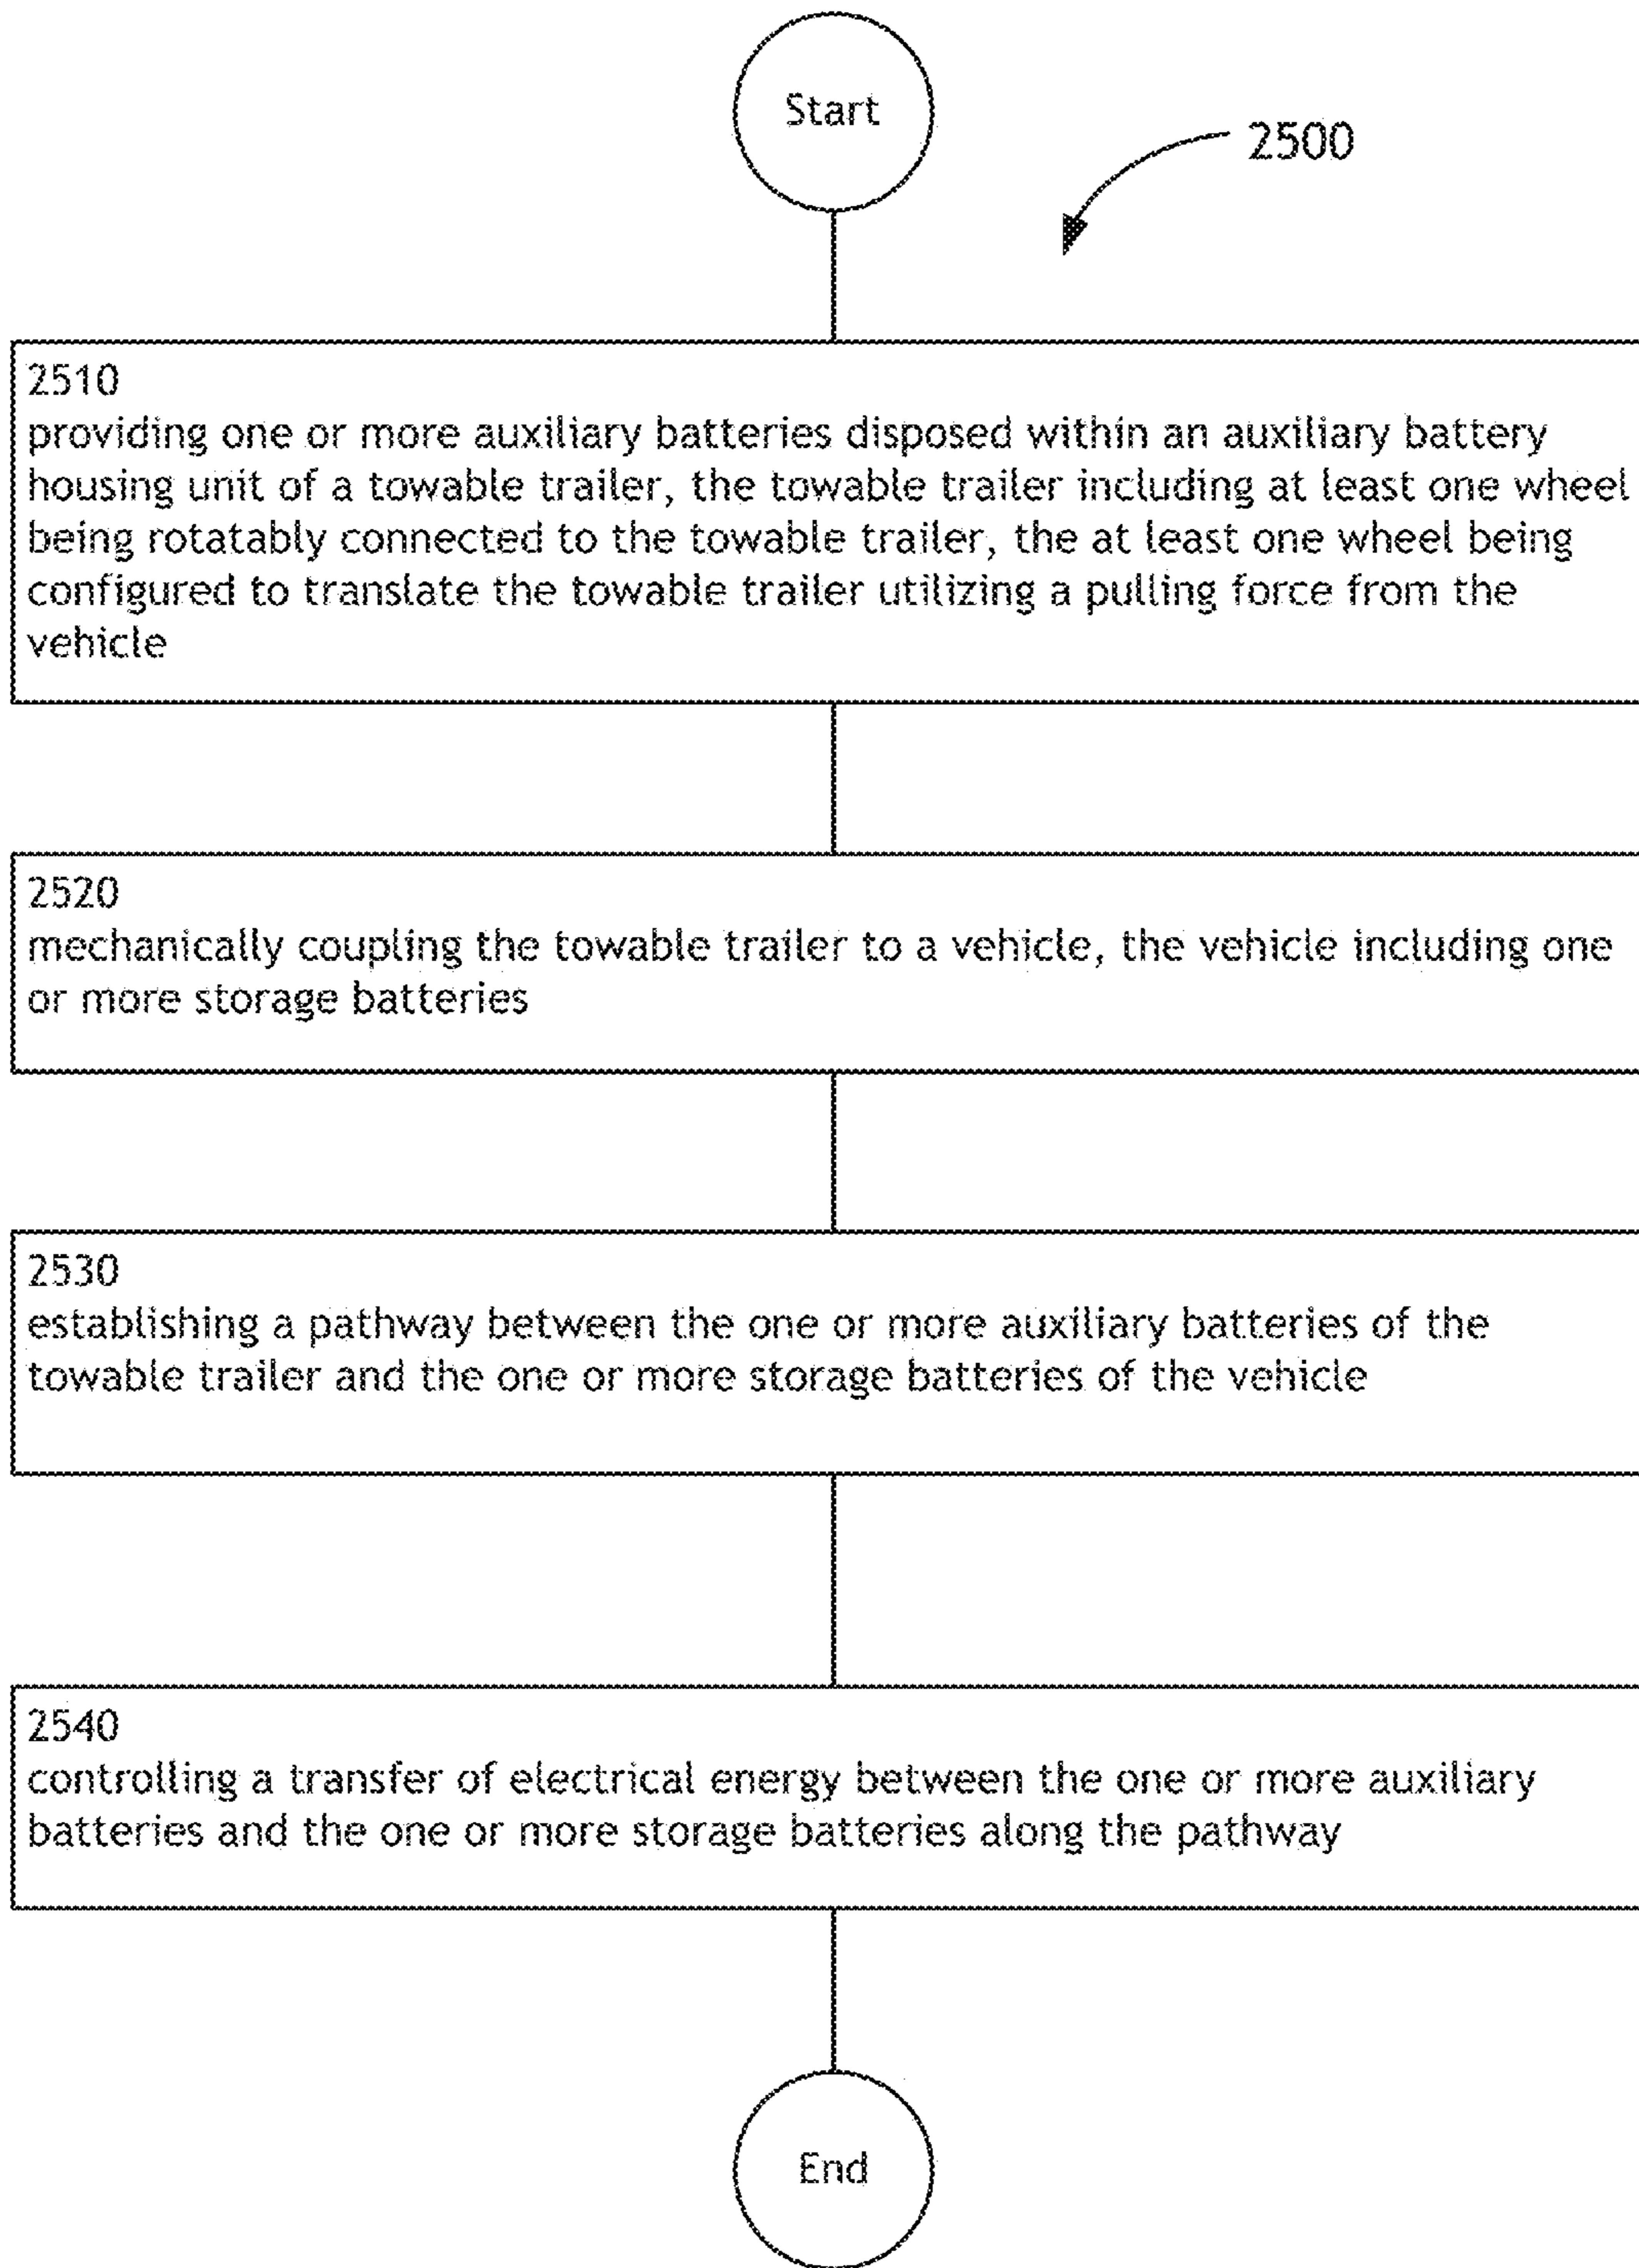 Start
2500
2510
providing one or more auxiliary batteries disposed within an auxiliary battery
housing unit of a towable trailer, the towable trailer including at least one wheel
being rotatably connected to the towable trailer, the at least one wheel being
configured to translate the towable trailer utilizing a pulling force from the
vehicle
2520
mechanically coupling the towable trailer to a vehicle, the vehicle including one
or more storage batteries
2530
establishing a pathway between the one or more auxiliary batteries of the
towable trailer and the one or more storage batteries of the vehicle
2540
controlling a transfer of electrical energy between the one or more auxiliary
batteries and the one or more storage batteries along the pathway
End